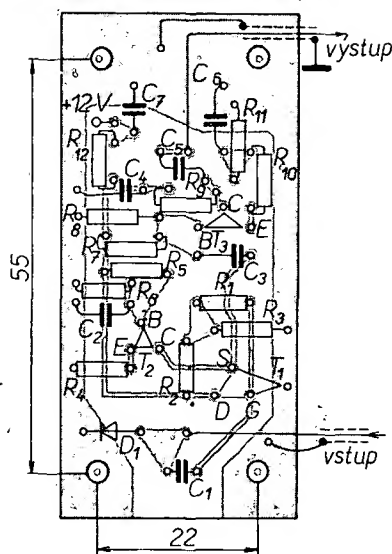 výstup
+12 V
C7
C6
R11
R12
C5
R10
C4
R9
C
R8
E
T3
R7
B
C3
R5
R1
R6
R3
C2
B
C
E
T2
S
T1
R4
R2
D
G
D1
vstup
C1
55
22